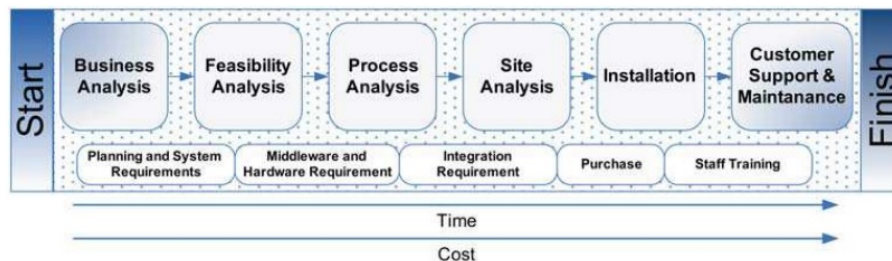 Start
Business
Analysis
Feasibility
Analysis
Process
Analysis
Site
Analysis
Installation
Customer
Support &
Maintanance
Finish
Planning and System
Requirements
Middleware and
Hardware Requirement
Integration
Requirement
Purchase
Staff Training
Time
Cost